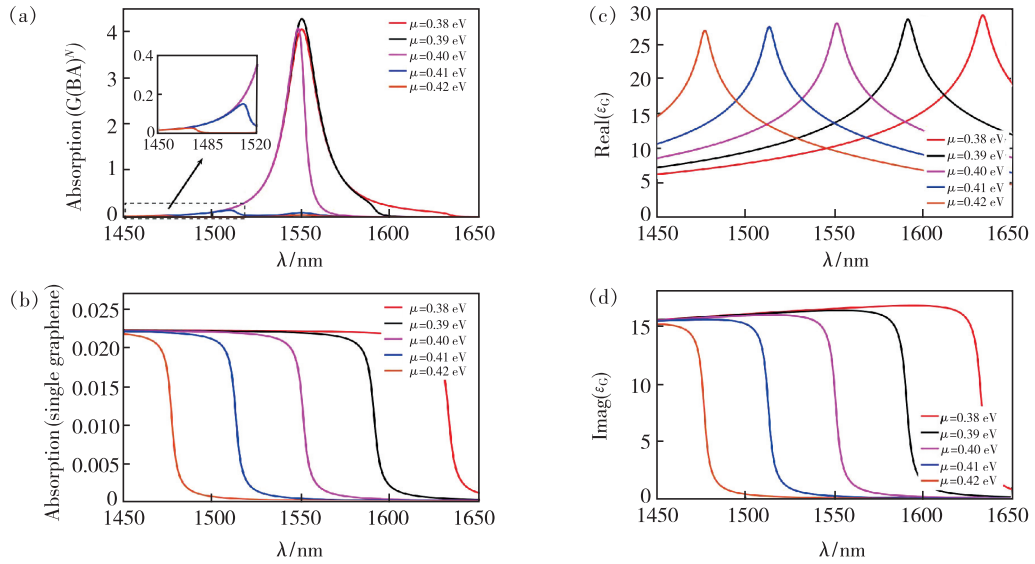 (a)
Absorption (G(BA)^N)
4
3
2
1
0
1450 1500 1550 1600 1650
λ/nm
μ=0.38 eV
μ=0.39 eV
μ=0.40 eV
μ=0.41 eV
μ=0.42 eV
0.4
0.2
0
1450 1485 1520
(c)
Real(ε_G)
30
25
20
15
10
5
0
1450 1500 1550 1600 1650
λ/nm
μ=0.38 eV
μ=0.39 eV
μ=0.40 eV
μ=0.41 eV
μ=0.42 eV
(b)
Absorption (single graphene)
0.025
0.020
0.015
0.010
0.005
0
1450 1500 1550 1600 1650
λ/nm
μ=0.38 eV
μ=0.39 eV
μ=0.40 eV
μ=0.41 eV
μ=0.42 eV
(d)
Imag(ε_G)
15
10
5
0
1450 1500 1550 1600 1650
λ/nm
μ=0.38 eV
μ=0.39 eV
μ=0.40 eV
μ=0.41 eV
μ=0.42 eV